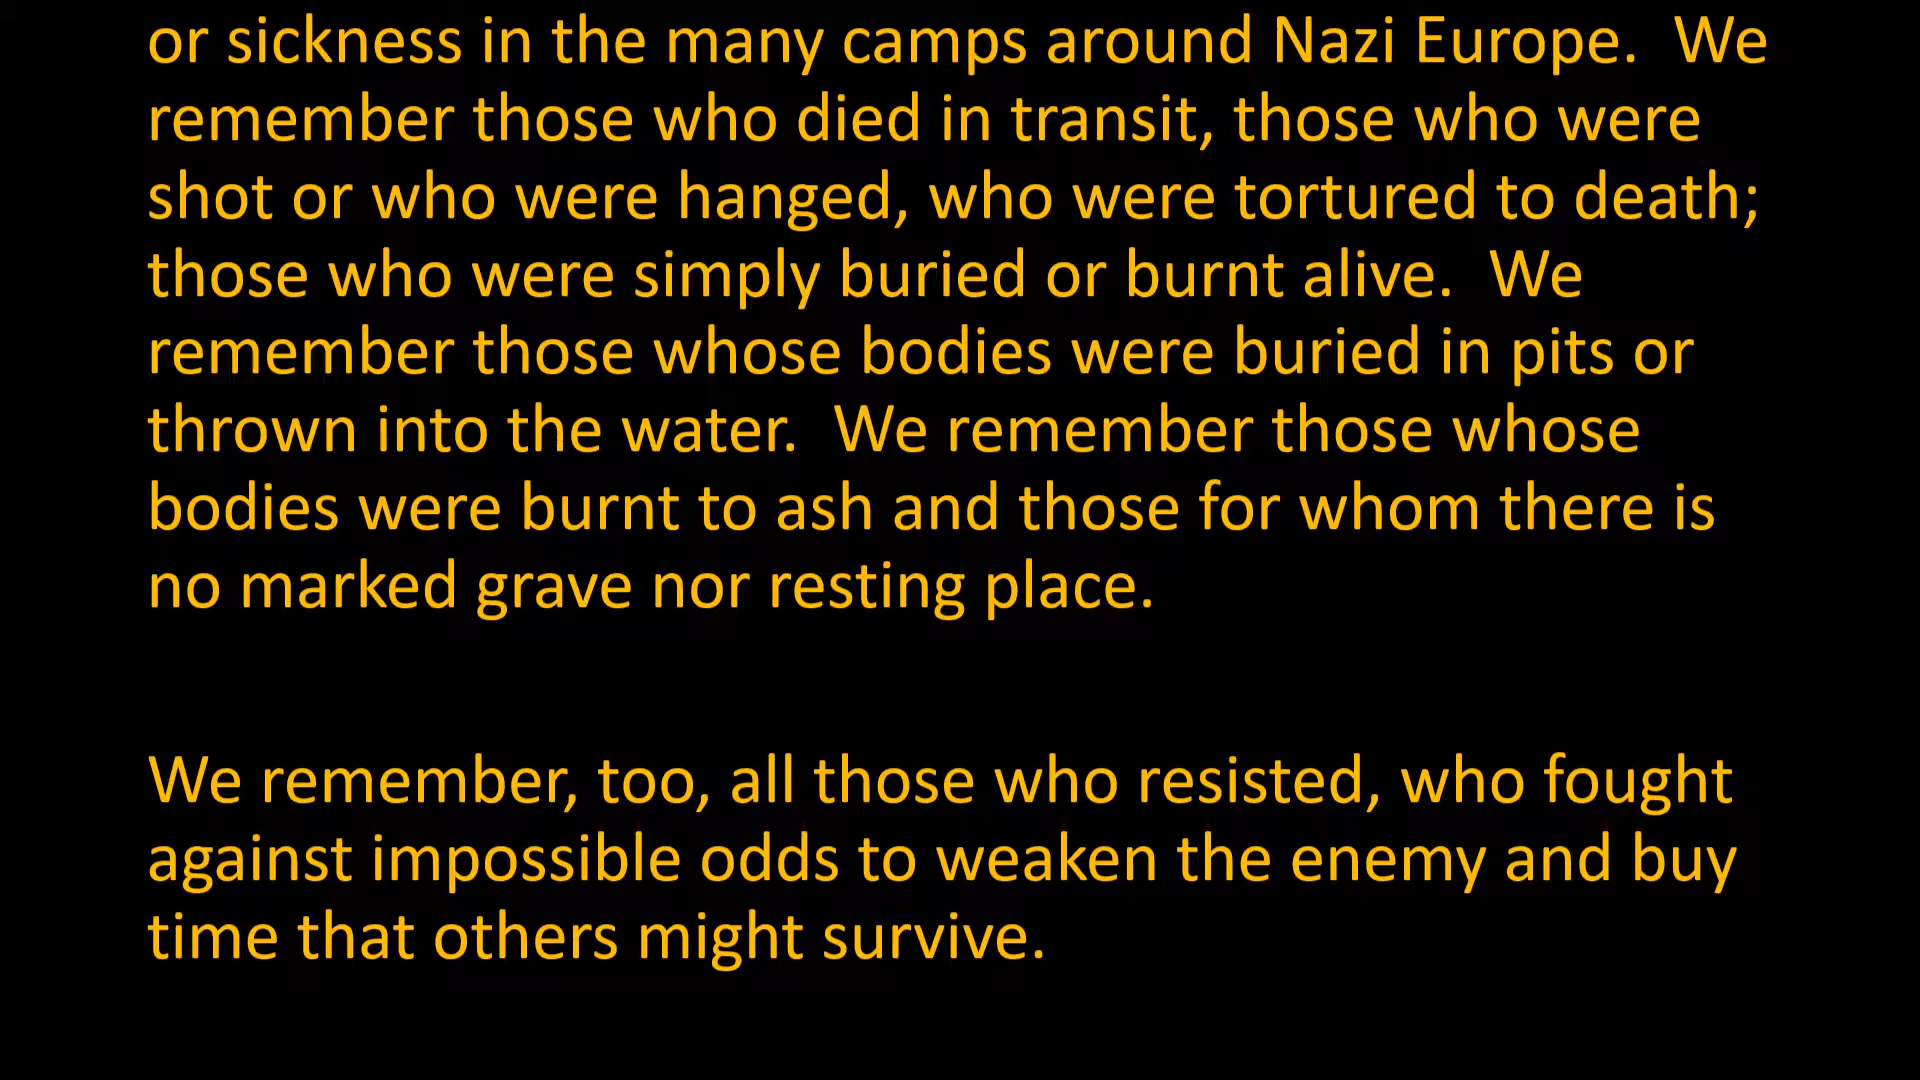 or sickness in the many camps around Nazi Europe.  We
remember those who died in transit, those who were
shot or who were hanged, who were tortured to death;
those who were simply buried or burnt alive.  We
remember those whose bodies were buried in pits or
thrown into the water.  We remember those whose
bodies were burnt to ash and those for whom there is
no marked grave nor resting place.
We remember, too, all those who resisted, who fought
against impossible odds to weaken the enemy and buy
time that others might survive.